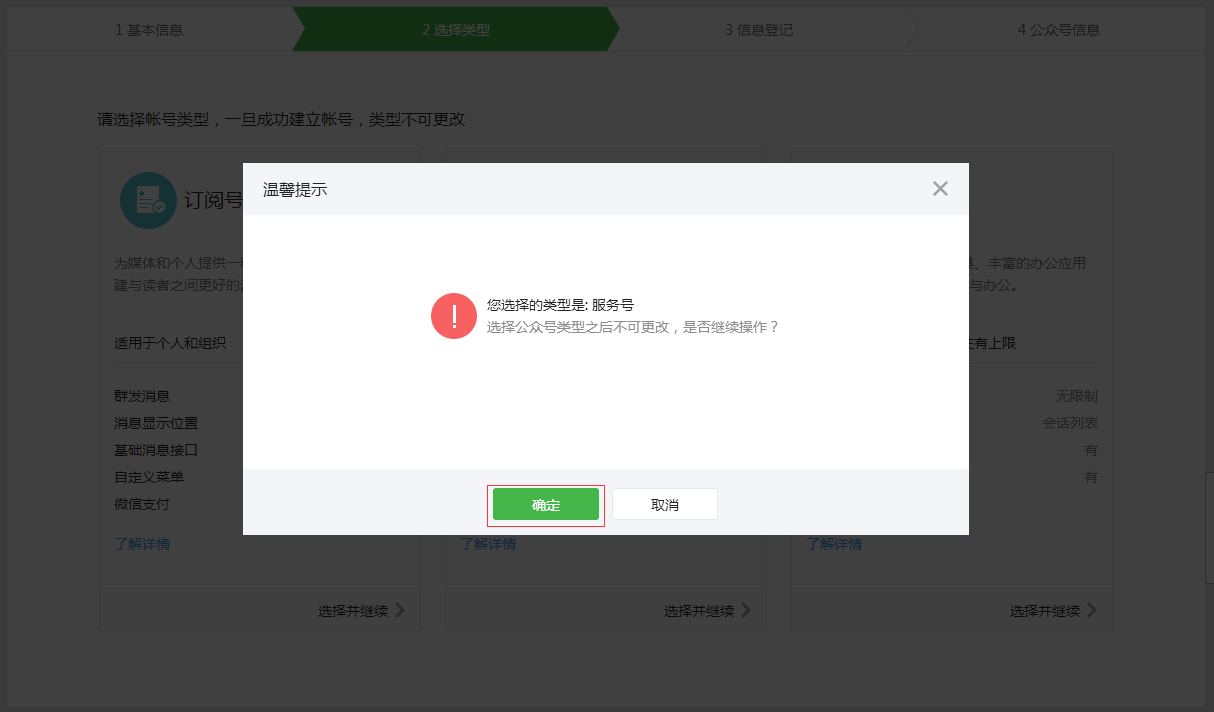 1 基本信息
2 选择类型
3 信息登记
4 公众号信息
请选择帐号类型，一旦成功建立帐号，类型不可更改
订阅号
温馨提示
为媒体和个人提供一
建与读者之间更好的
、丰富的办公应用
与办公。
您选择的类型是: 服务号
选择公众号类型之后不可更改，是否继续操作？
适用于个人和组织
有上限
群发消息
无限制
消息显示位置
会话列表
基础消息接口
有
自定义菜单
有
微信支付
确定
取消
了解详情
了解详情
了解详情
选择并继续
选择并继续
选择并继续